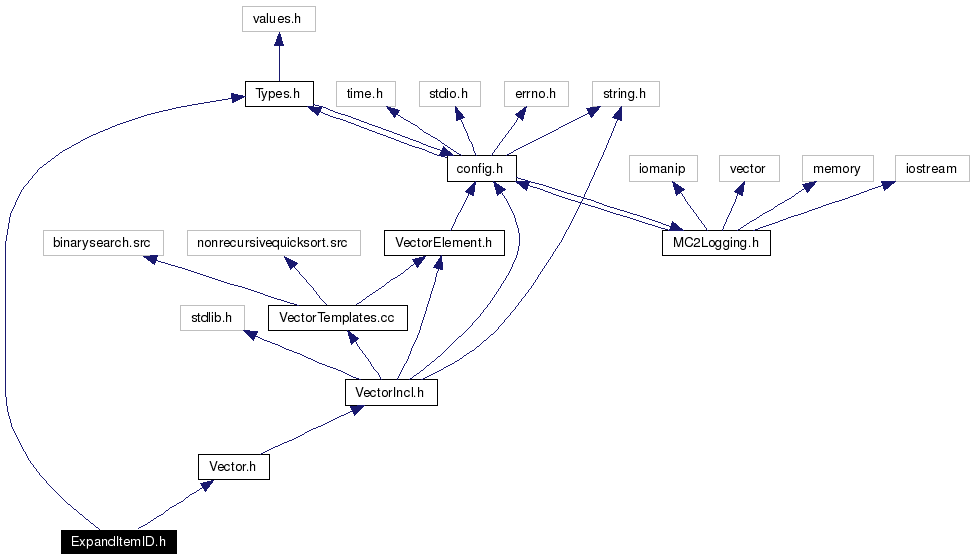 values.h
Types.h
time.h
stdio.h
errno.h
string.h
config.h
iomanip
vector
memory
iostream
binarysearch.src
nonrecursivequicksort.src
VectorElement.h
MC2Logging.h
stdlib.h
VectorTemplates.cc
VectorIncl.h
Vector.h
ExpandItemID.h